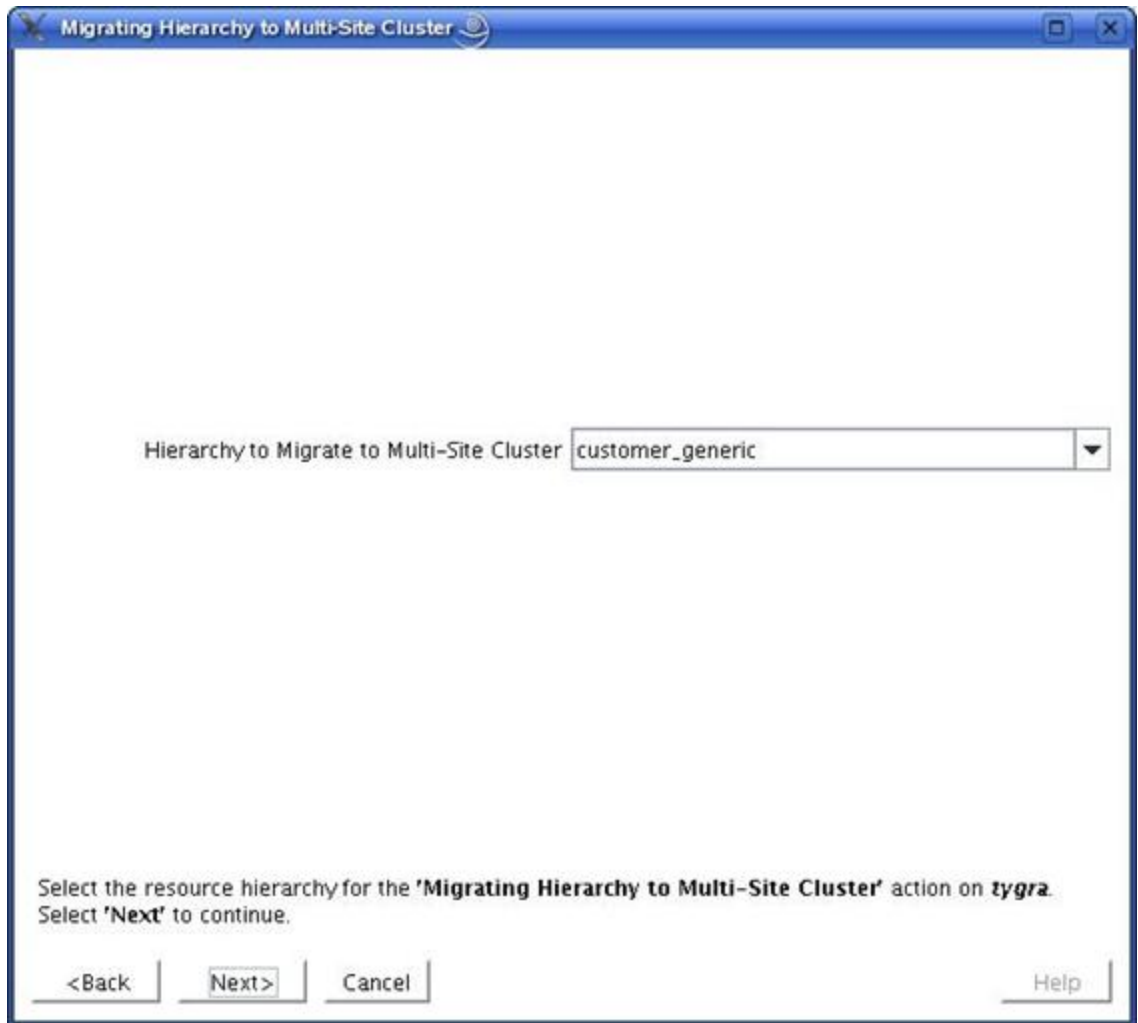 Migrating Hierarchy to Multi-Site Cluster
Hierarchy to Migrate to Multi-Site Cluster customer_generic
Select the resource hierarchy for the 'Migrating Hierarchy to Multi-Site Cluster' action on tygra.
Select 'Next' to continue.
<Back Next> Cancel Help